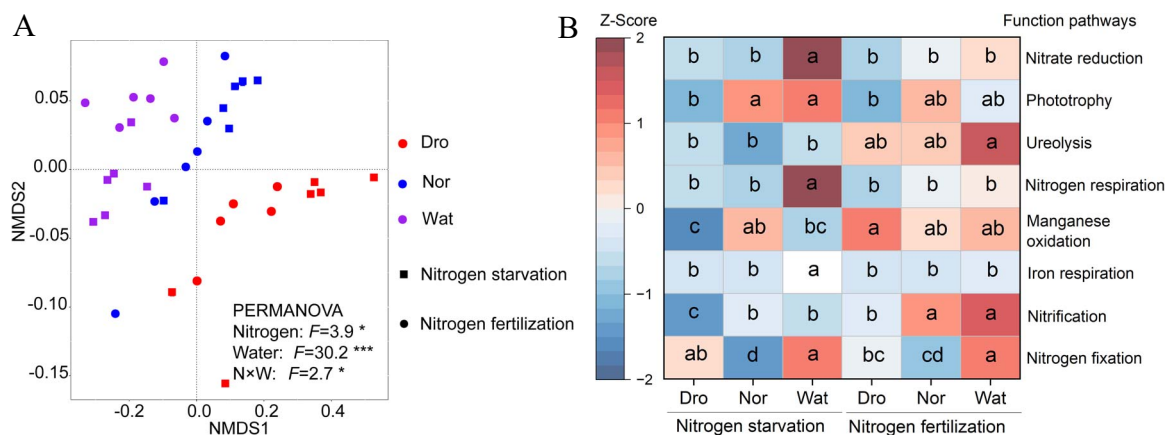 A
NMDS2
0.05
0.00
-0.05
-0.10
-0.15
-0.2
0.0
0.2
0.4
NMDS1
PERMANOVA
Nitrogen: F=3.9 *
Water: F=30.2 ***
N×W: F=2.7 *
Dro
Nor
Wat
Nitrogen starvation
Nitrogen fertilization
B
Z-Score
2
1
0
−1
−2
Function pathways
b b a b b b Nitrate reduction
b a a b ab ab Phototrophy
b b b ab ab a Ureolysis
b b a b b b Nitrogen respiration
c ab bc a ab ab Manganese
oxidation
b b a b b b Iron respiration
c b b b a a Nitrification
ab d a bc cd a Nitrogen fixation
Dro Nor Wat Dro Nor Wat
Nitrogen starvation Nitrogen fertilization